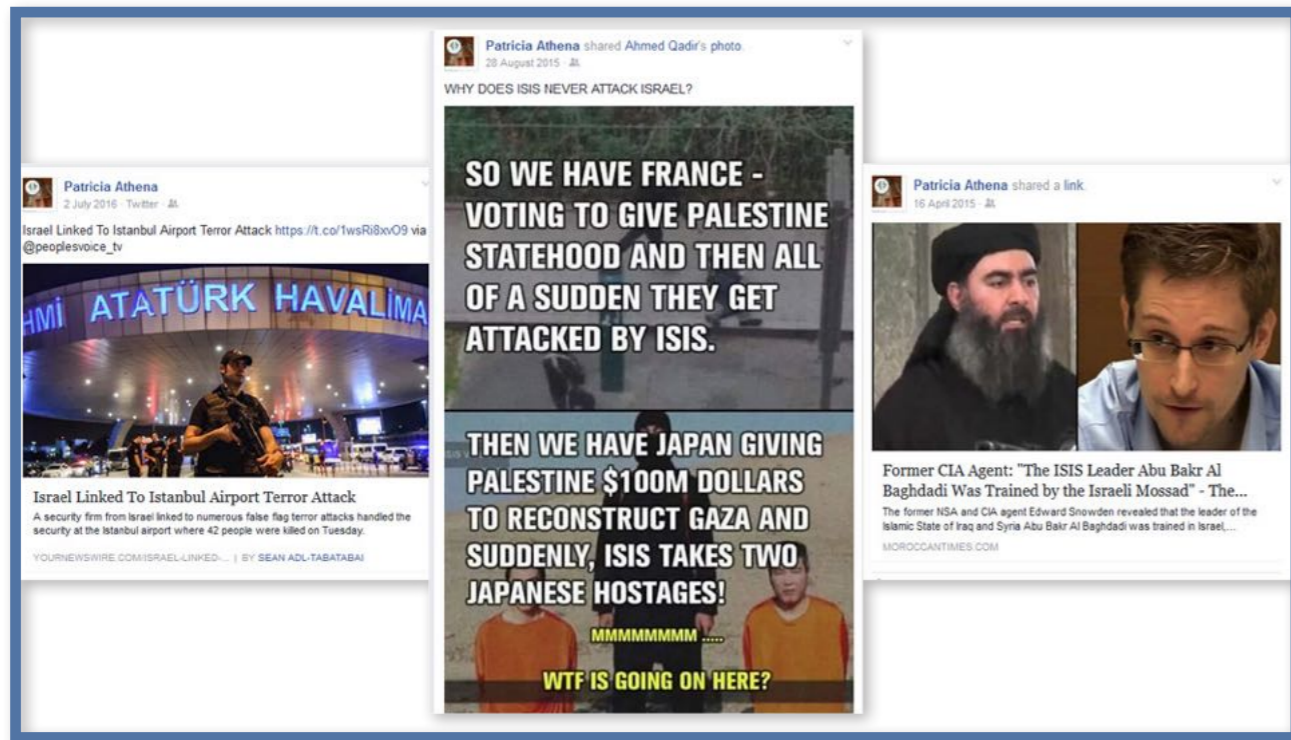 Patricia Athena
2 July 2016 · Twitter ·
Israel Linked To Istanbul Airport Terror Attack https://t.co/1wsRi8xvO9 via
@peoplesvoice_tv
HMI ATATÜRK HAVALİMA
Israel Linked To Istanbul Airport Terror Attack
A security firm from Israel linked to numerous false flag terror attacks handled the
security at the Istanbul airport where 42 people were killed on Tuesday.
YOURNEWSWIRE.COM/ISRAEL-LINKED-... | BY SEAN ADL-TABATABAI
Patricia Athena shared Ahmed Qadir's photo.
28 August 2015 ·
WHY DOES ISIS NEVER ATTACK ISRAEL?
SO WE HAVE FRANCE -
VOTING TO GIVE PALESTINE
STATEHOOD AND THEN ALL
OF A SUDDEN THEY GET
ATTACKED BY ISIS.
THEN WE HAVE JAPAN GIVING
PALESTINE $100M DOLLARS
TO RECONSTRUCT GAZA AND
SUDDENLY, ISIS TAKES TWO
JAPANESE HOSTAGES!
MMMMMMMM .....
WTF IS GOING ON HERE?
Patricia Athena shared a link.
16 April 2015 ·
Former CIA Agent: "The ISIS Leader Abu Bakr Al
Baghdadi Was Trained by the Israeli Mossad" - The...
The former NSA and CIA agent Edward Snowden revealed that the leader of the
Islamic State of Iraq and Syria Abu Bakr Al Baghdadi was trained in Israel,...
MOROCCANTIMES.COM